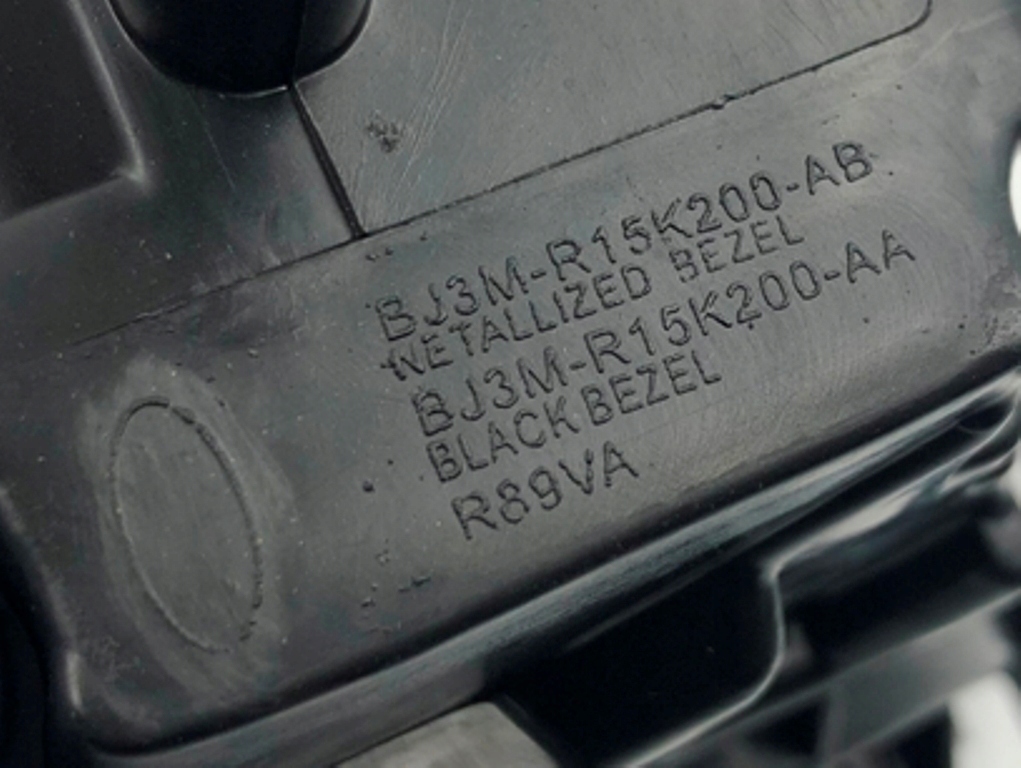 BJ3M-R15K200-AB
METALLIZED BEZEL
BJ3M-R15K200-AA
BLACK BEZEL
R89VA